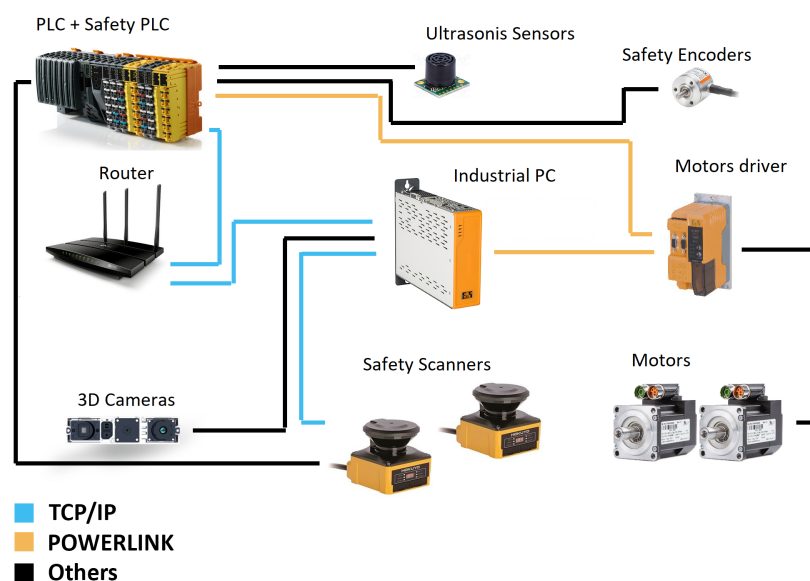 PLC + Safety PLC
Ultrasonis Sensors
Safety Encoders
Router
Industrial PC
Motors driver
Safety Scanners
Motors
3D Cameras
TCP/IP
POWERLINK
Others